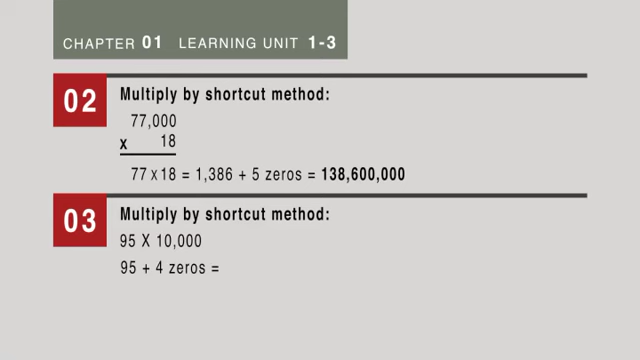 CHAPTER 01 LEARNING UNIT 1-3
02 Multiply by shortcut method:
77,000
x 18
77 x 18 = 1,386 + 5 zeros = 138,600,000
03 Multiply by shortcut method:
95 X 10,000
95 + 4 zeros =